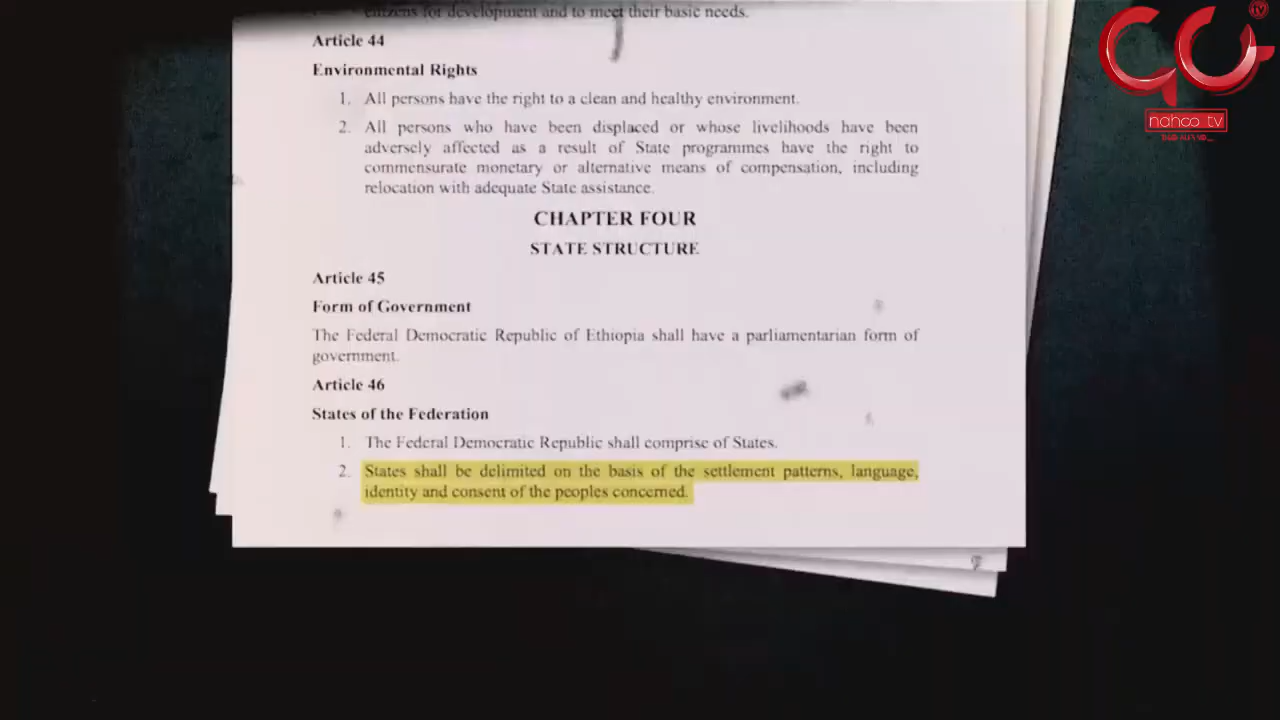 citizens for development and to meet their basic needs.
Article 44
Environmental Rights
1. All persons have the right to a clean and healthy environment.
2. All persons who have been displaced or whose livelihoods have been
adversely affected as a result of State programmes have the right to
commensurate monetary or alternative means of compensation, including
relocation with adequate State assistance.
CHAPTER FOUR
STATE STRUCTURE
Article 45
Form of Government
The Federal Democratic Republic of Ethiopia shall have a parliamentarian form of
government.
Article 46
States of the Federation
1. The Federal Democratic Republic shall comprise of States.
2. States shall be delimited on the basis of the settlement patterns, language,
identity and consent of the peoples concerned.
tv
nahoo tv